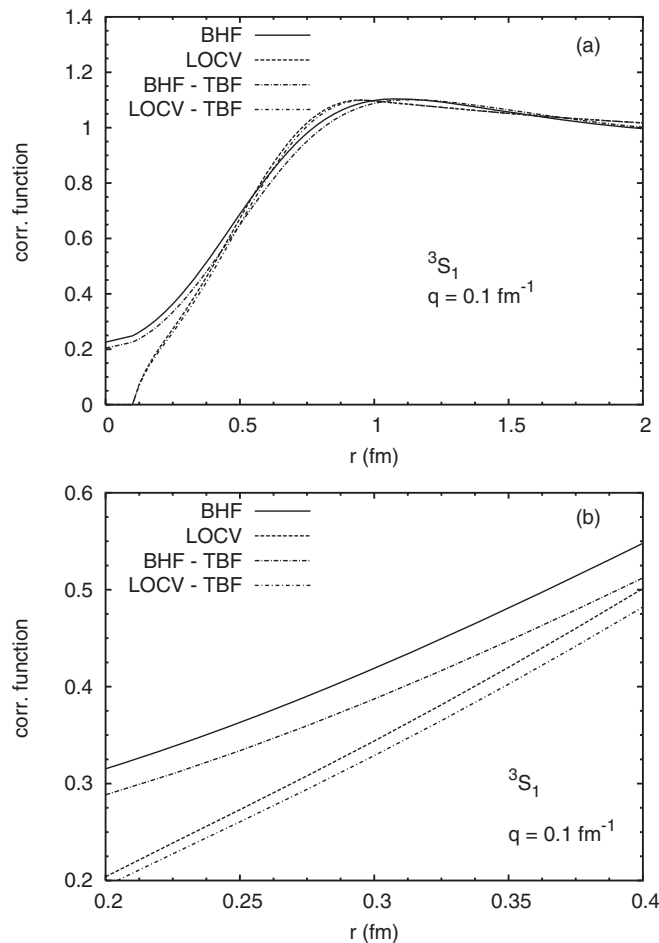 1.4
1.2
1
0.8
0.6
0.4
0.2
0
corr. function
BHF
LOCV
BHF - TBF
LOCV - TBF
(a)
³S₁
q = 0.1 fm⁻¹
0 0.5 1 1.5 2
r (fm)
0.6
0.5
0.4
0.3
0.2
corr. function
BHF
LOCV
BHF - TBF
LOCV - TBF
(b)
³S₁
q = 0.1 fm⁻¹
0.2 0.25 0.3 0.35 0.4
r (fm)